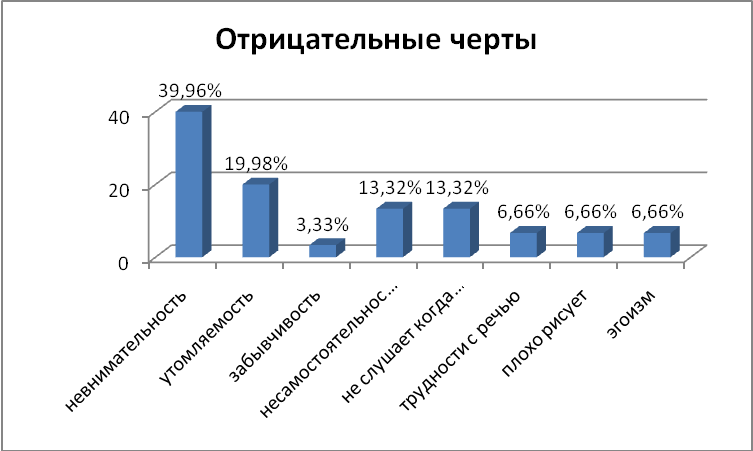 Отрицательные черты
39,96%
19,98%
3,33%
13,32%
13,32%
6,66%
6,66%
6,66%
40
20
0
невнимательность
утомляемость
забывчивость
несамостоятельнос...
не слушает когда...
трудности с речью
плохо рисует
эгоизм